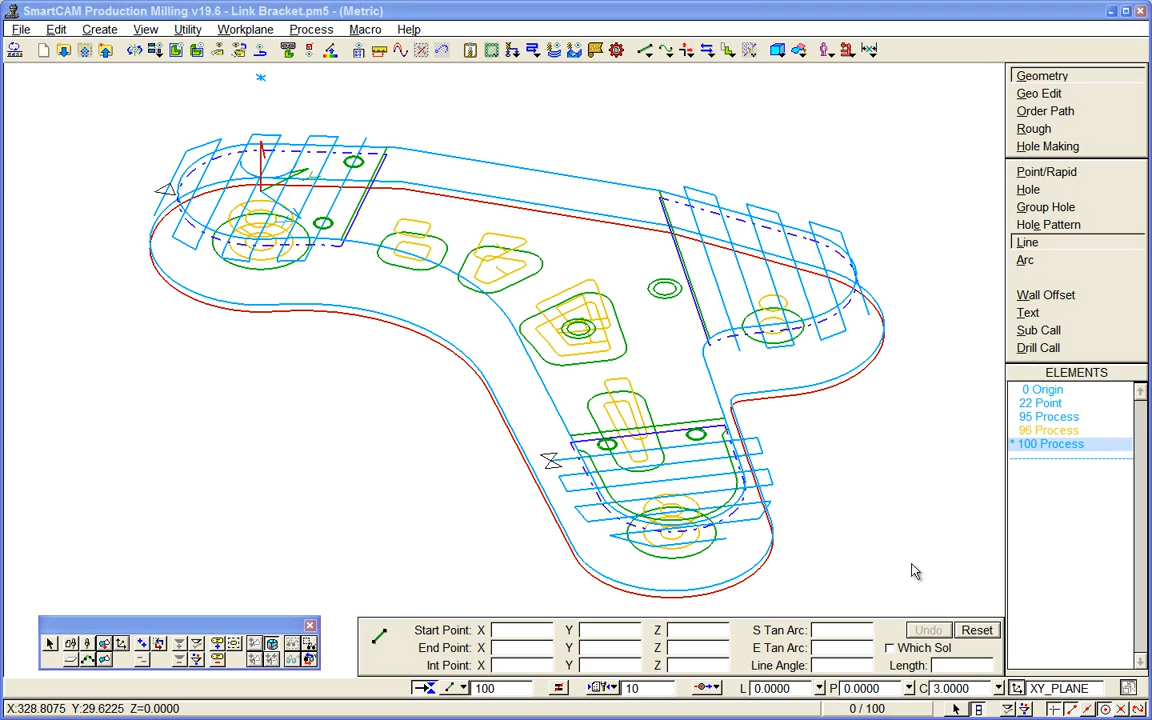 SmartCAM Production Milling v19.6 - Link Bracket.pm5 - (Metric)
File Edit Create View Utility Workplane Process Macro Help
Geometry
Geo Edit
Order Path
Rough
Hole Making
Point/Rapid
Hole
Group Hole
Hole Pattern
Line
Arc
Wall Offset
Text
Sub Call
Drill Call
ELEMENTS
0 Origin
22 Point
95 Process
96 Process
* 100 Process
Start Point: X Y Z S Tan Arc: Undo Reset
End Point: X Y Z E Tan Arc: Which Sol
Int Point: X Y Z Line Angle: Length:
100 10 L 0.0000 P 0.0000 C 3.0000 XY_PLANE
X:328.8075 Y:29.6225 Z=0.0000 0 / 100